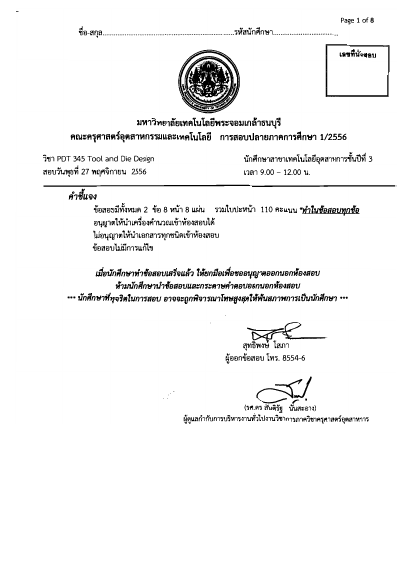 Page 1 of 8
ชื่อ-สกุล.................................................รหัสนักศึกษา.........................
เลขที่นั่งสอบ
มหาวิทยาลัยเทคโนโลยีพระจอมเกล้าธนบุรี
คณะครุศาสตร์อุตสาหกรรมและเทคโนโลยี การสอบปลายภาคการศึกษา 1/2556
วิชา PDT 345 Tool and Die Design นักศึกษาสาขาเทคโนโลยีอุตสาหการชั้นปีที่ 3
สอบวันพุธที่ 27 พฤศจิกายน 2556 เวลา 9.00 – 12.00 น.
คำชี้แจง
ข้อสอบมีทั้งหมด 2 ข้อ 8 หน้า 8 แผ่น รวมใบปะหน้า 110 คะแนน *ทำในข้อสอบทุกข้อ
อนุญาตให้นำเครื่องคำนวณเข้าห้องสอบได้
ไม่อนุญาตให้นำเอกสารทุกชนิดเข้าห้องสอบ
ข้อสอบไม่มีการแก้ไข
เมื่อนักศึกษาทำข้อสอบเสร็จแล้ว ให้ยกมือเพื่อขออนุญาตออกนอกห้องสอบ
ห้ามนักศึกษานำข้อสอบและกระดาษคำตอบออกนอกห้องสอบ
*** นักศึกษาที่ทุจริตในการสอบ อาจจะถูกพิจารณาโทษสูงสุดให้พ้นสภาพการเป็นนักศึกษา ***
สุทธิพงษ์ โสภา
ผู้ออกข้อสอบ โทร. 8554-6
(รศ.ดร สันติรัฐ นันสะอาง)
ผู้ดูแลกำกับการบริหารงานทั่วไปงานวิชาการภาควิชาครุศาสตร์อุตสาหการ